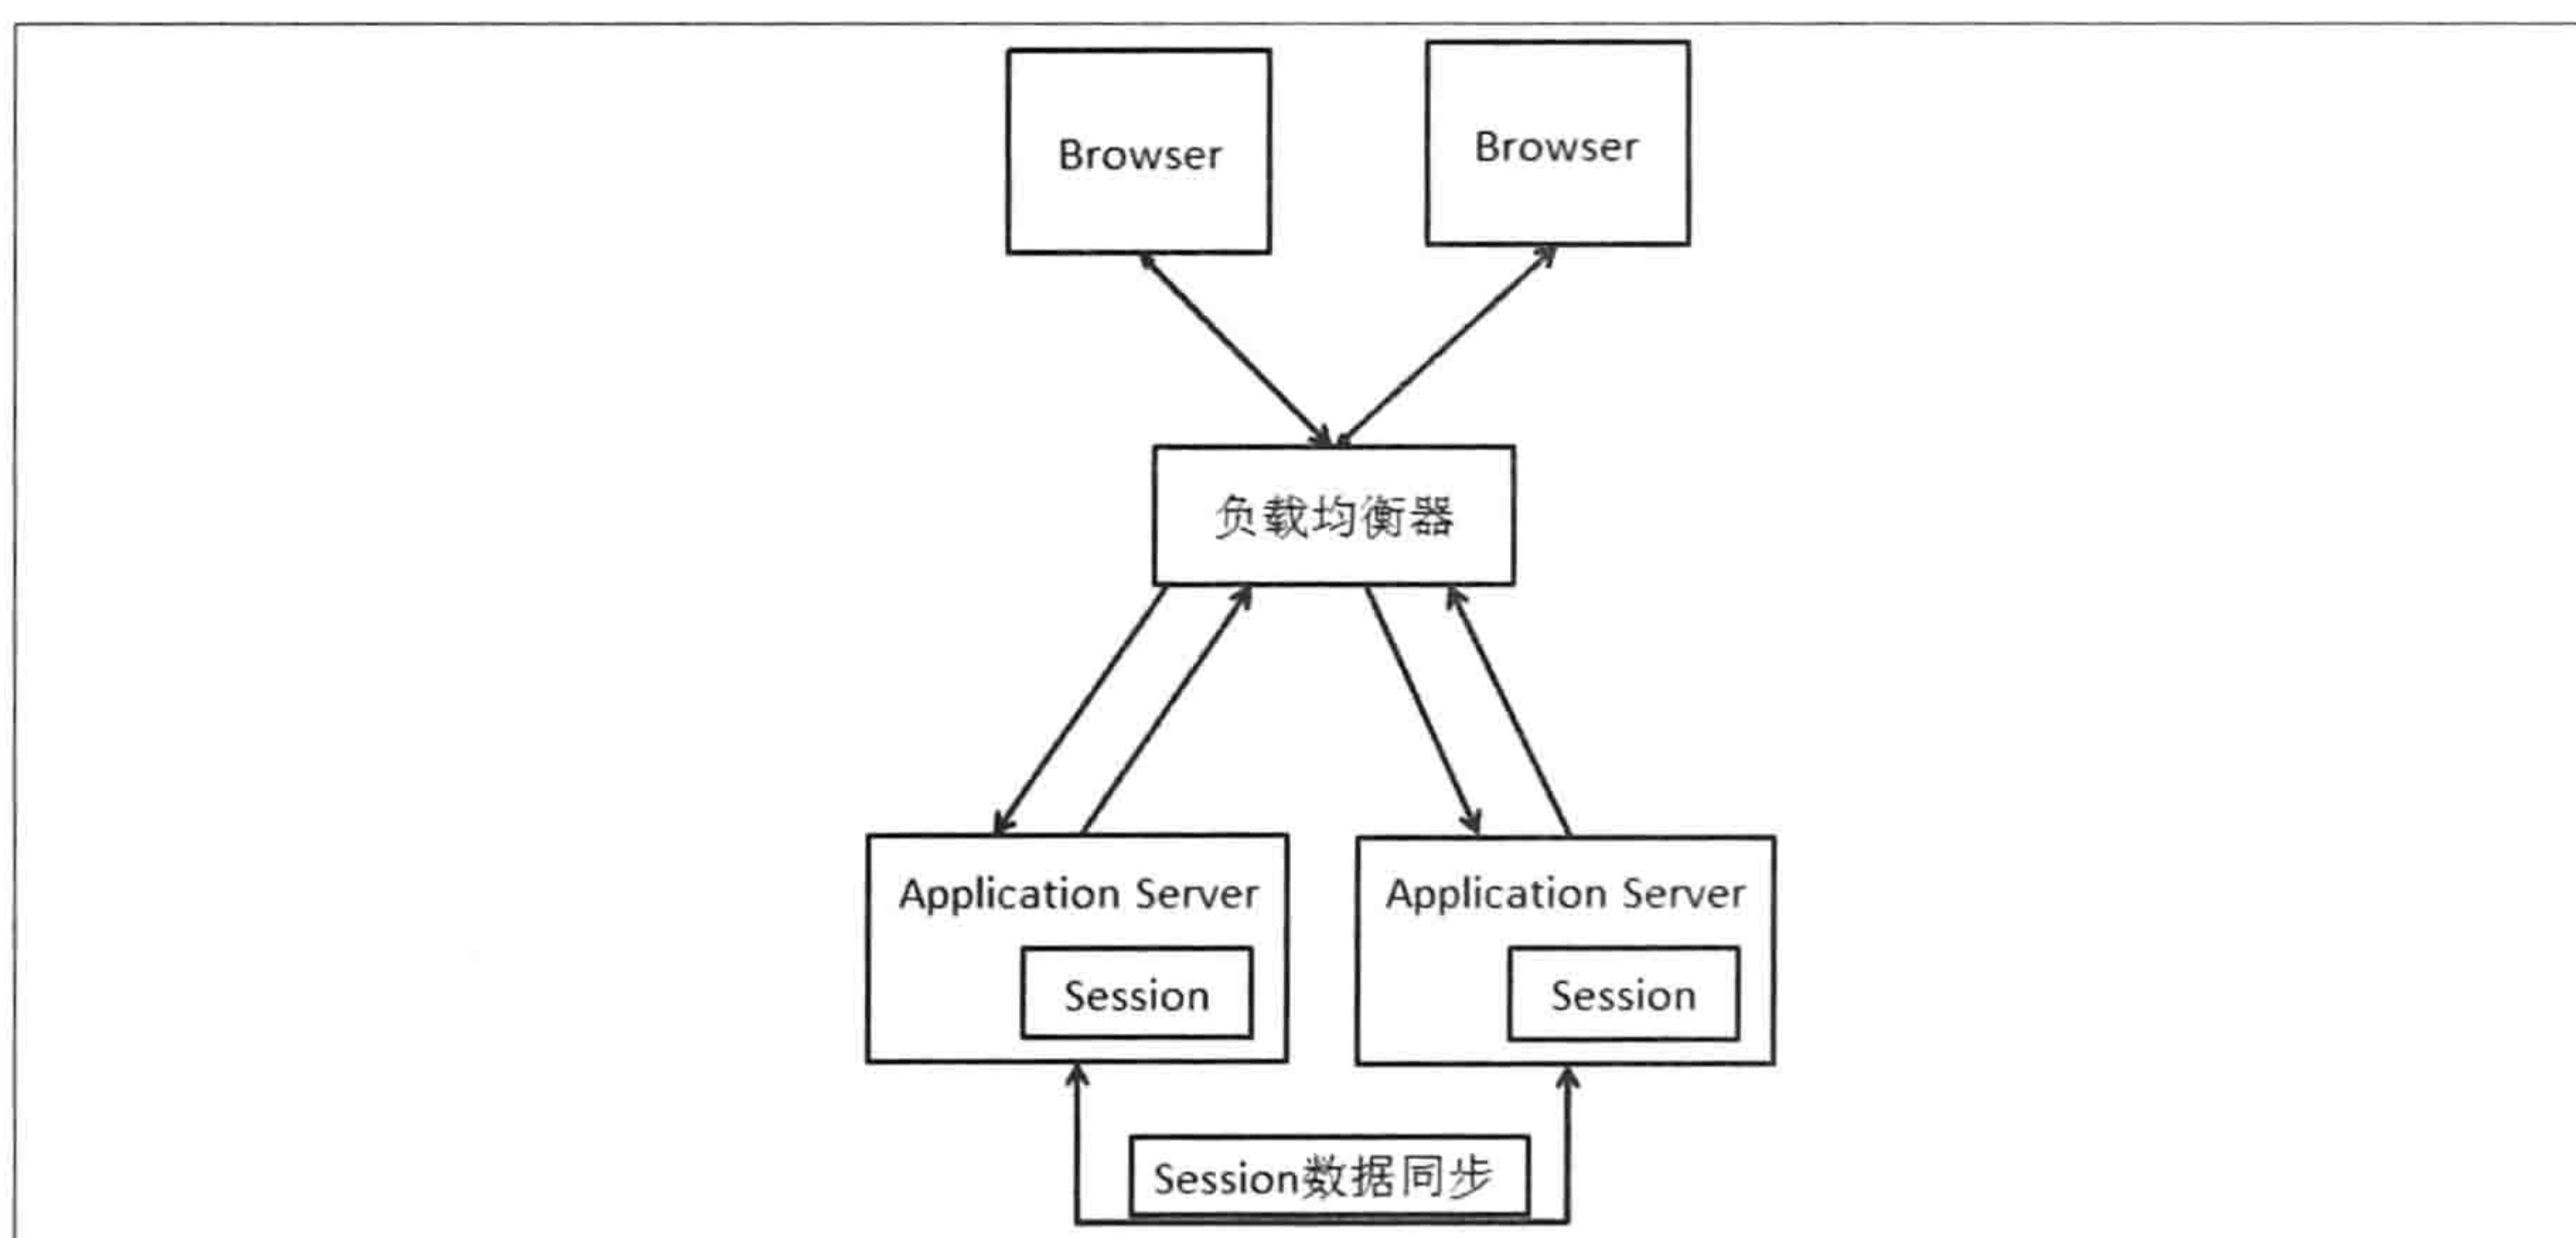 Browser
Browser
负载均衡器
Application Server
Application Server
Session
Session
Session数据同步